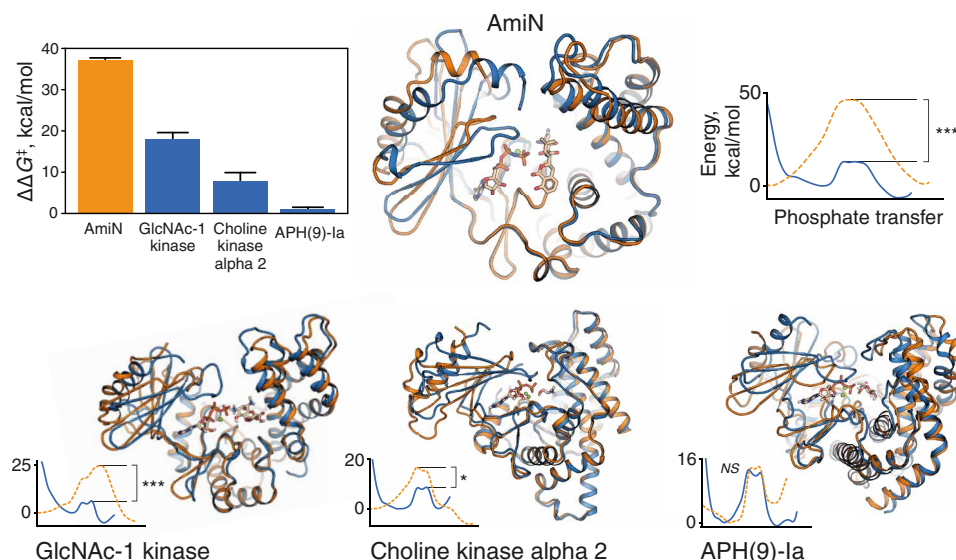 AmiN
40
30
20
10
0
ΔΔG‡, kcal/mol
AmiN
GlcNAc-1
kinase
Choline
kinase
alpha 2
APH(9)-Ia
50
0
Energy,
kcal/mol
***
Phosphate transfer
25
0
***
GlcNAc-1 kinase
20
0
*
Choline kinase alpha 2
16
0
NS
APH(9)-Ia